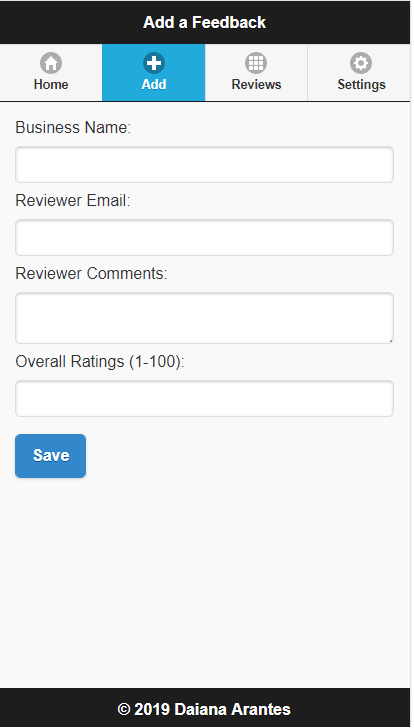 Add a Feedback
Home Add Reviews Settings
Business Name:
Reviewer Email:
Reviewer Comments:
Overall Ratings (1-100):
Save
© 2019 Daiana Arantes